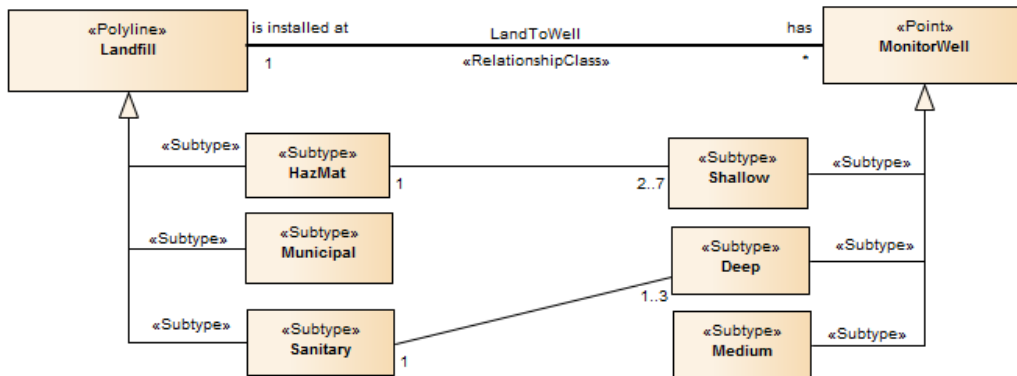 «Polyline»
Landfill
is installed at
LandToWell
has
«Point»
MonitorWell
1
«RelationshipClass»
*
«Subtype»
«Subtype»
HazMat
1
2..7
«Subtype»
Shallow
«Subtype»
«Subtype»
«Subtype»
Municipal
«Subtype»
Deep
«Subtype»
1..3
«Subtype»
«Subtype»
Sanitary
1
«Subtype»
Medium
«Subtype»